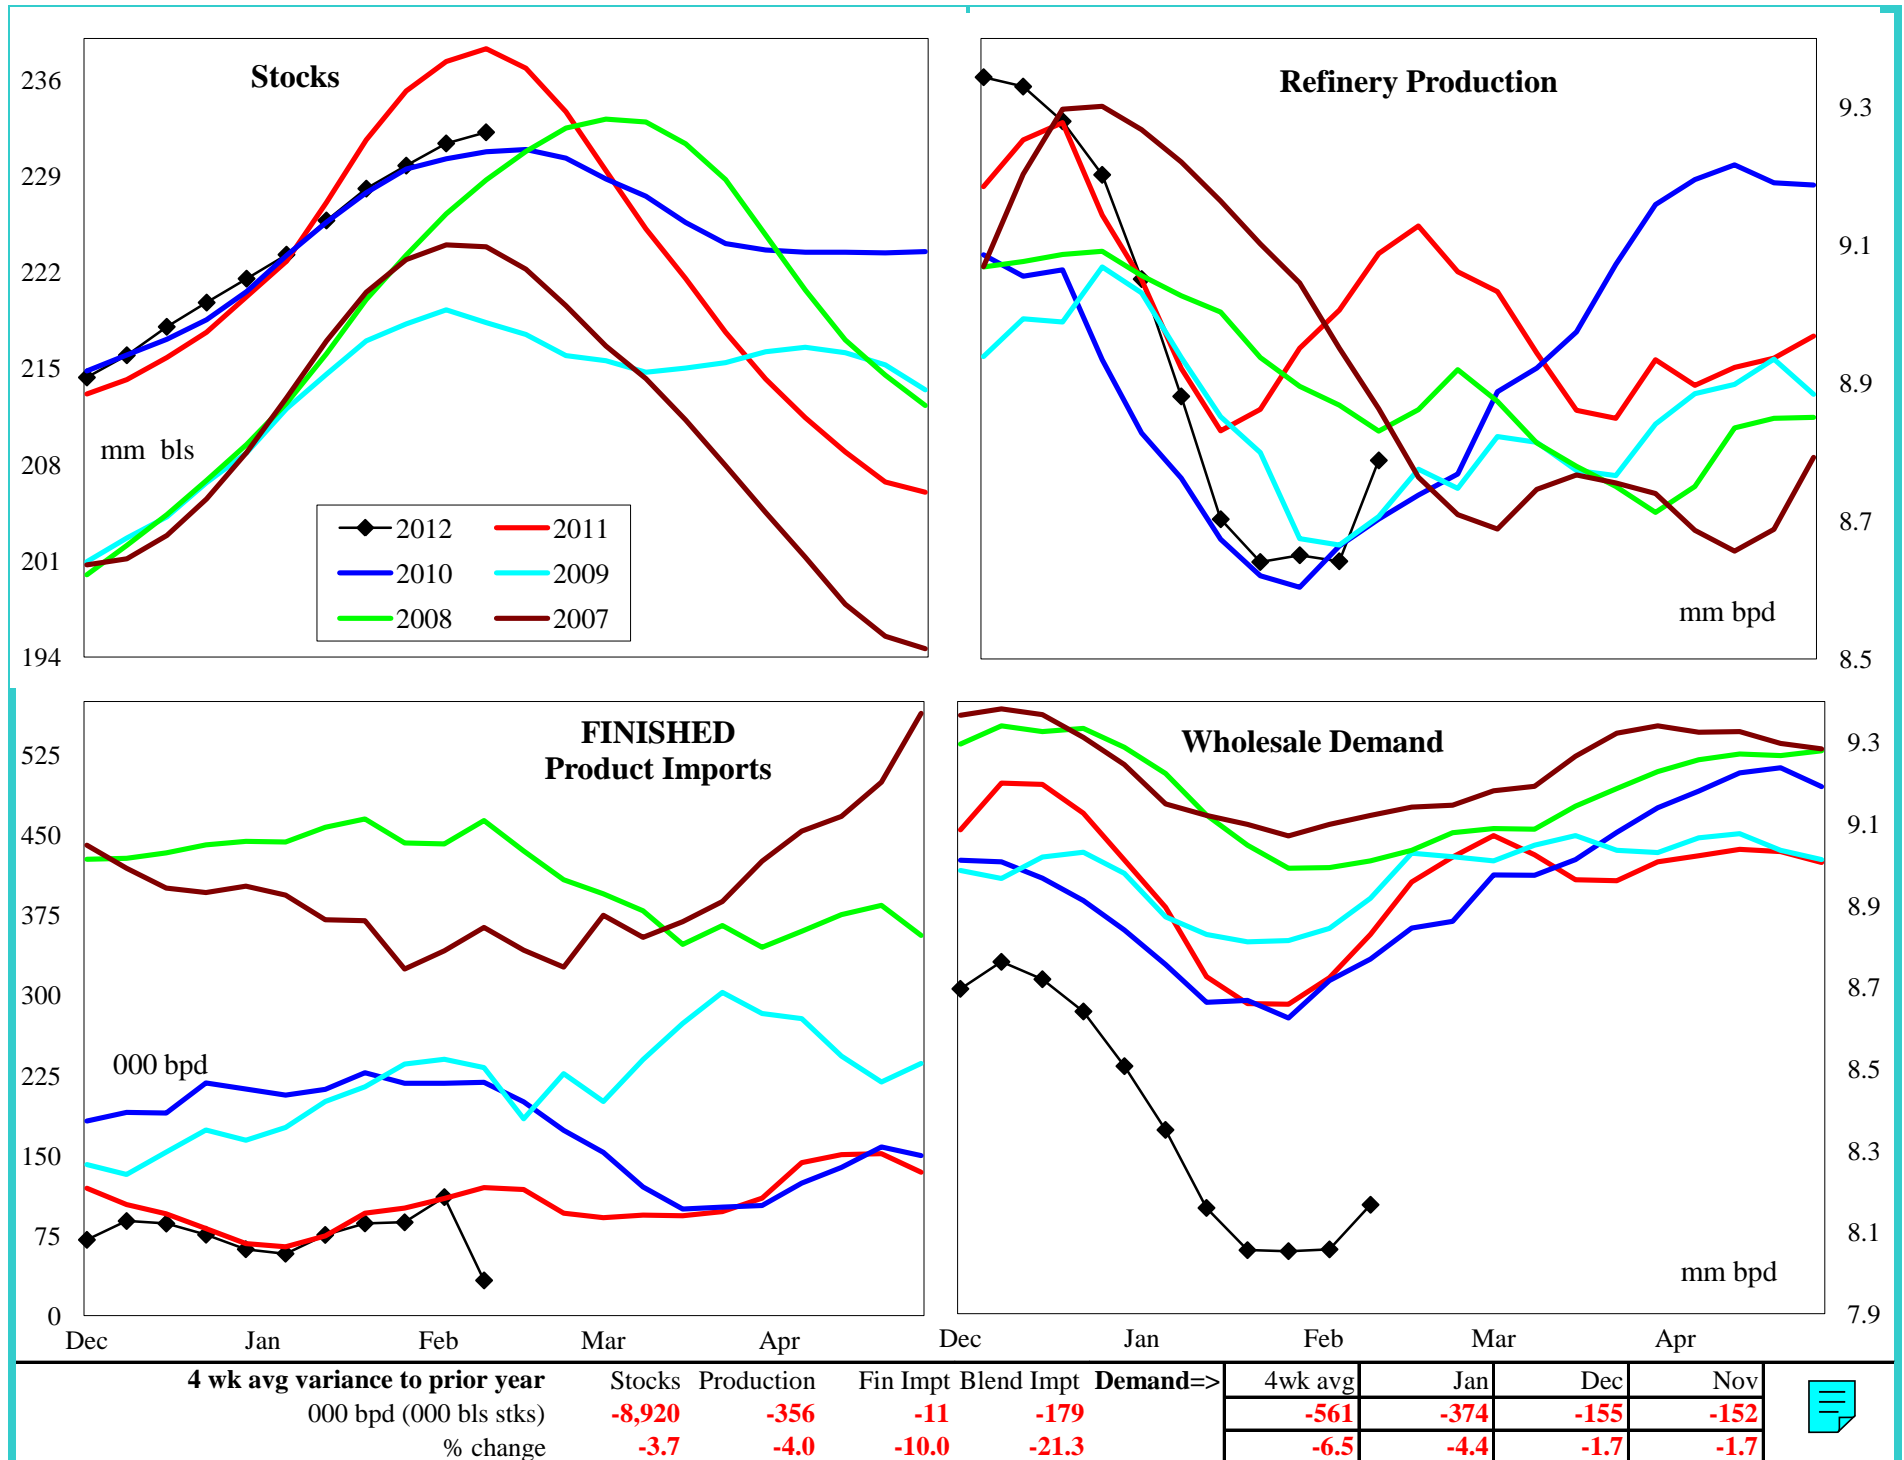 Stocks
236
229
222
215
208
201
194
mm bls
2012 2011
2010 2009
2008 2007
Refinery Production
9.3
9.1
8.9
8.7
8.5
mm bpd
FINISHED
Product Imports
525
450
375
300
225
150
75
0
000 bpd
Dec Jan Feb Mar Apr
Wholesale Demand
9.3
9.1
8.9
8.7
8.5
8.3
8.1
7.9
mm bpd
Dec Jan Feb Mar Apr
4 wk avg variance to prior year Stocks Production Fin Impt Blend Impt Demand=> 4wk avg Jan Dec Nov
000 bpd (000 bls stks) -8,920 -356 -11 -179 -561 -374 -155 -152
% change -3.7 -4.0 -10.0 -21.3 -6.5 -4.4 -1.7 -1.7